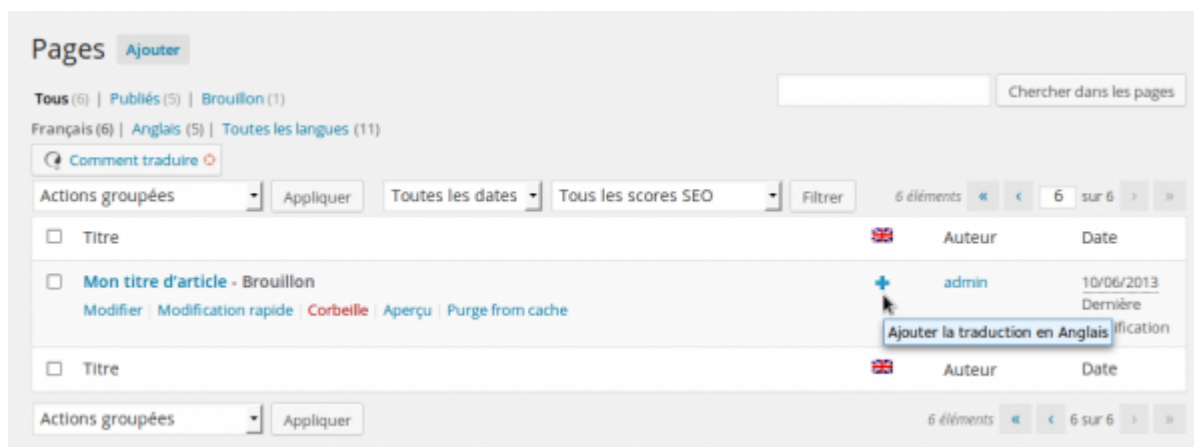 Pages Ajouter
Tous (6) | Publiés (5) | Brouillon (1)
Chercher dans les pages
Français (6) | Anglais (5) | Toutes les langues (11)
Comment traduire
Actions groupées Appliquer Toutes les dates Tous les scores SEO Filtrer 6 éléments « ‹ 6 sur 6 › »
Titre Auteur Date
Mon titre d'article - Brouillon admin 10/06/2013
Modifier | Modification rapide | Corbeille | Aperçu | Purge from cache Dernière
Ajouter la traduction en Anglais ification
Titre Auteur Date
Actions groupées Appliquer 6 éléments « ‹ 6 sur 6 › »